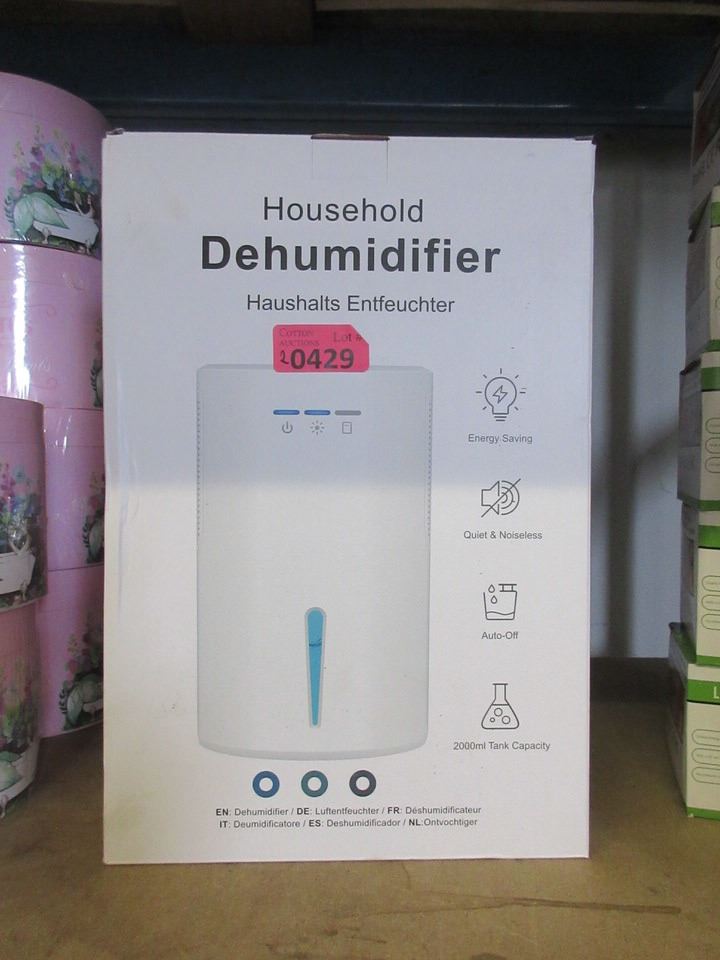 Household
Dehumidifier
Haushalts Entfeuchter
COTTON
AUCTIONS
Lot #
20429
Energy Saving
Quiet & Noiseless
Auto-Off
2000ml Tank Capacity
EN: Dehumidifier / DE: Luftentfeuchter / FR: Déshumidificateur
IT: Deumidificatore / ES: Deshumidificador / NL:Ontvochtiger